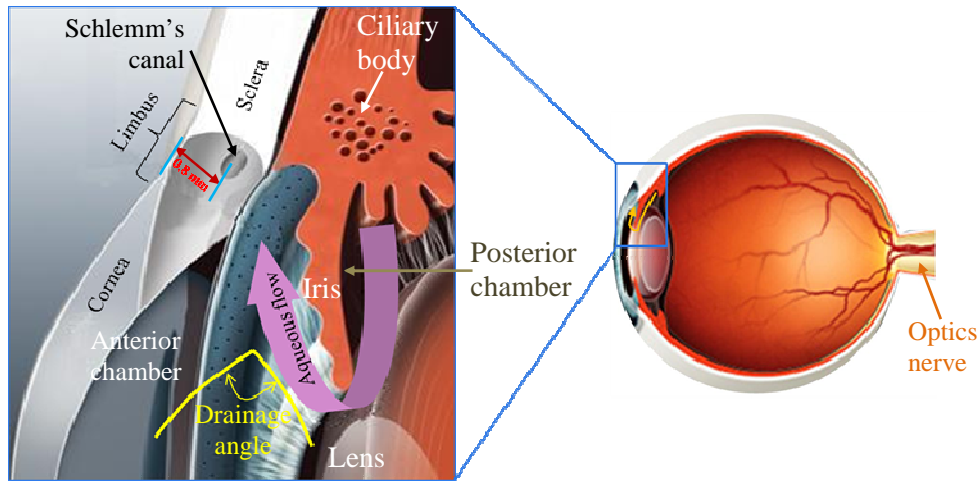 Schlemm’s
canal
Ciliary
body
Sclera
Limbus
0.8 mm
Cornea
Iris
Posterior
chamber
Aqueous flow
Anterior
chamber
Drainage
angle
Lens
Optics
nerve